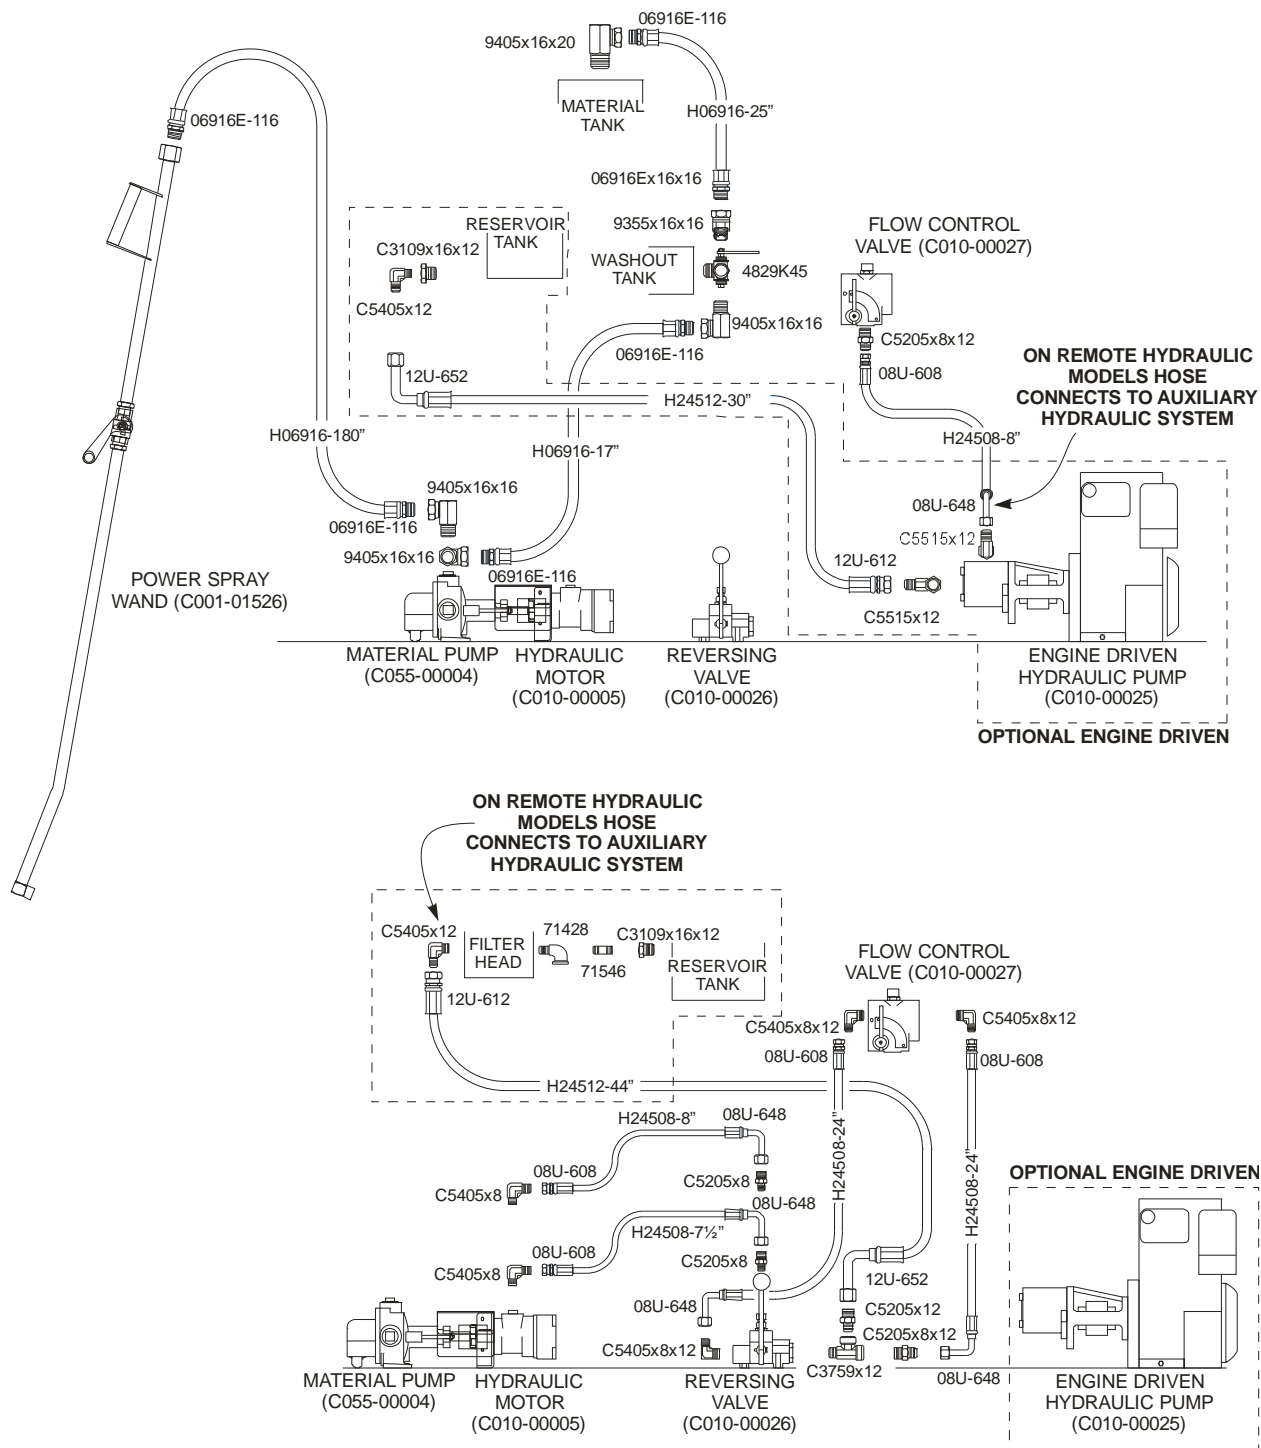 06916E-116
9405x16x20
MATERIAL
TANK
H06916-25”
06916E-116
06916Ex16x16
9355x16x16
RESERVOIR
TANK
C3109x16x12
C5405x12
WASHOUT
TANK
4829K45
FLOW CONTROL
VALVE (C010-00027)
9405x16x16
C5205x8x12
06916E-116
08U-608
12U-652
H24512-30”
ON REMOTE HYDRAULIC
MODELS HOSE
CONNECTS TO AUXILIARY
HYDRAULIC SYSTEM
H06916-180”
H06916-17”
H24508-8”
9405x16x16
06916E-116
08U-648
C5515x12
9405x16x16
12U-612
06916E-116
C5515x12
POWER SPRAY
WAND (C001-01526)
MATERIAL PUMP
(C055-00004)
HYDRAULIC
MOTOR
(C010-00005)
REVERSING
VALVE
(C010-00026)
ENGINE DRIVEN
HYDRAULIC PUMP
(C010-00025)
OPTIONAL ENGINE DRIVEN
ON REMOTE HYDRAULIC
MODELS HOSE
CONNECTS TO AUXILIARY
HYDRAULIC SYSTEM
C5405x12
FILTER
HEAD
71428
71546
C3109x16x12
RESERVOIR
TANK
12U-612
FLOW CONTROL
VALVE (C010-00027)
C5405x8x12
C5405x8x12
08U-608
08U-608
H24512-44”
H24508-8”
08U-648
H24508-24”
H24508-24”
08U-608
C5405x8
C5205x8
08U-648
H24508-7½”
08U-608
C5405x8
C5205x8
OPTIONAL ENGINE DRIVEN
12U-652
08U-648
C5205x12
C5205x8x12
C5405x8x12
C3759x12
08U-648
MATERIAL PUMP
(C055-00004)
HYDRAULIC
MOTOR
(C010-00005)
REVERSING
VALVE
(C010-00026)
ENGINE DRIVEN
HYDRAULIC PUMP
(C010-00025)